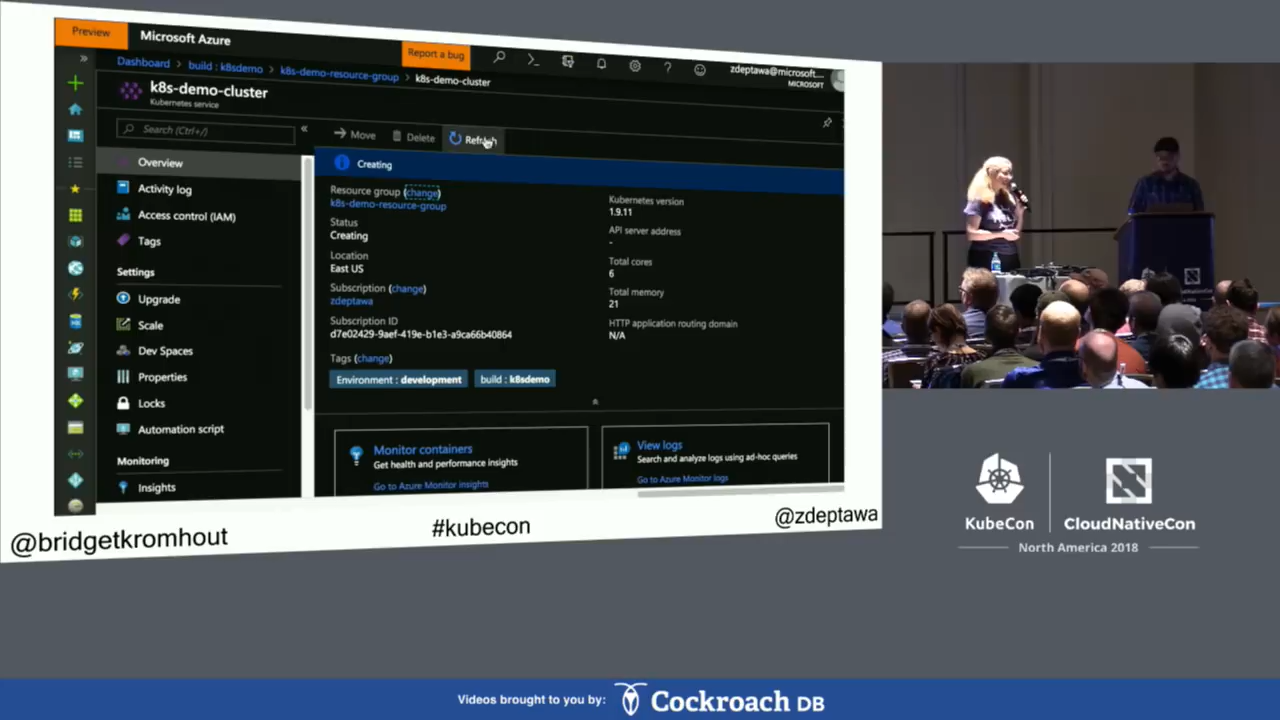 Preview
Microsoft Azure
Report a bug
zdeptawa@microsoft....
MICROSOFT
Dashboard > build : k8sdemo > k8s-demo-resource-group > k8s-demo-cluster
k8s-demo-cluster
Kubernetes service
Search (Ctrl+/)
Move
Delete
Refresh
Overview
Activity log
Access control (IAM)
Tags
Settings
Upgrade
Scale
Dev Spaces
Properties
Locks
Automation script
Monitoring
Insights
Creating
Resource group (change)
k8s-demo-resource-group
Status
Creating
Location
East US
Subscription (change)
zdeptawa
Subscription ID
d7e02429-9aef-419e-b1e3-a9ca66b40864
Tags (change)
Environment : development
build : k8sdemo
Kubernetes version
1.9.11
API server address
-
Total cores
6
Total memory
21
HTTP application routing domain
N/A
Monitor containers
Get health and performance insights
Go to Azure Monitor insights
View logs
Search and analyze logs using ad-hoc queries
Go to Azure Monitor logs
@bridgetkromhout
#kubecon
@zdeptawa
KubeCon
CloudNativeCon
North America 2018
Videos brought to you by:
Cockroach DB